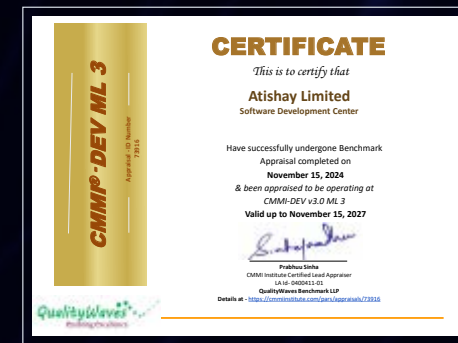 CMMI®-DEV ML 3
Appraisal -ID Number
73916
CERTIFICATE
This is to certify that
Atishay Limited
Software Development Center
Have successfully undergone Benchmark
Appraisal completed on
November 15, 2024
& been appraised to be operating at
CMMI-DEV v3.0 ML 3
Valid up to November 15, 2027
Prabhuu Sinha
CMMI Institute Certified Lead Appraiser
LA Id- 0400411-01
QualityWaves Benchmark LLP
Details at - https://cmmiinstitute.com/pars/appraisals/73916
QualityWaves
Evolving Excellence